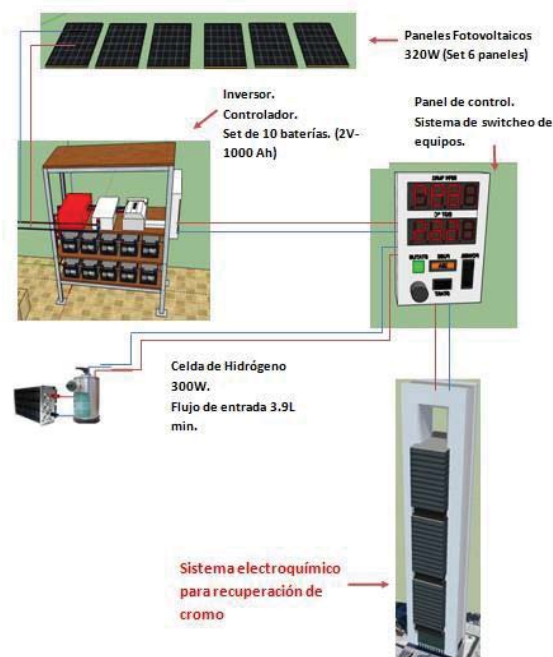 Paneles Fotovoltaicos
320W (Set 6 paneles)
Inversor.
Controlador.
Set de 10 baterías. (2V-
1000 Ah)
Panel de control.
Sistema de switcheo de
equipos.
Celda de Hidrógeno
300W.
Flujo de entrada 3.9L
min.
Sistema electroquímico
para recuperación de
cromo